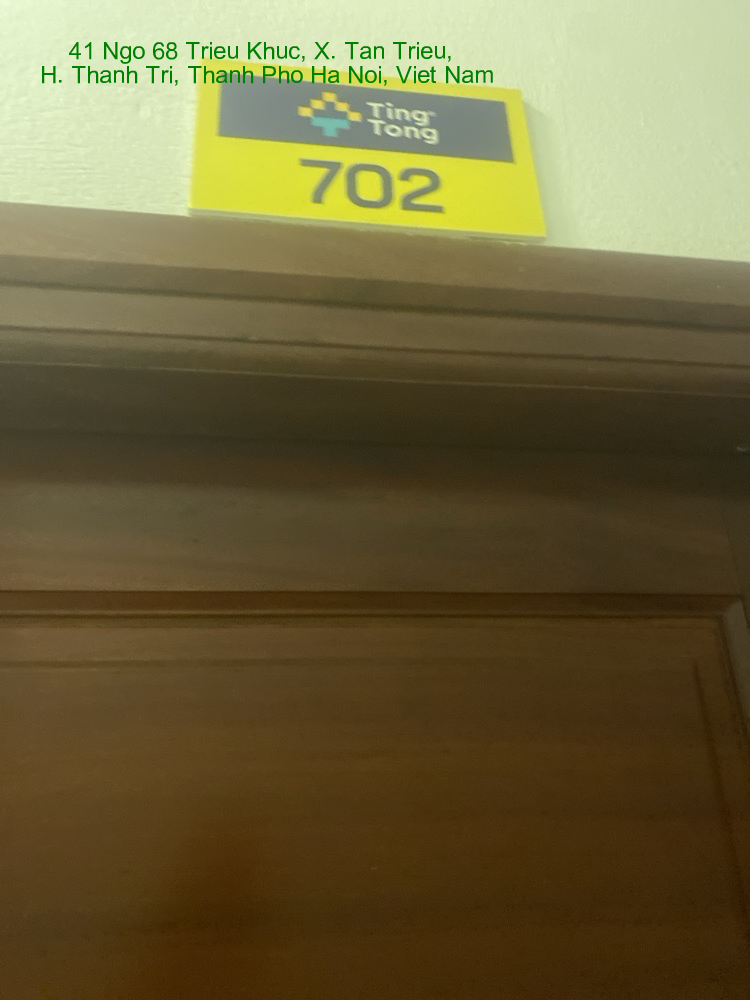 41 Ngo 68 Trieu Khuc, X. Tan Trieu,
H. Thanh Tri, Thanh Pho Ha Noi, Viet Nam
Ting
Tong
702